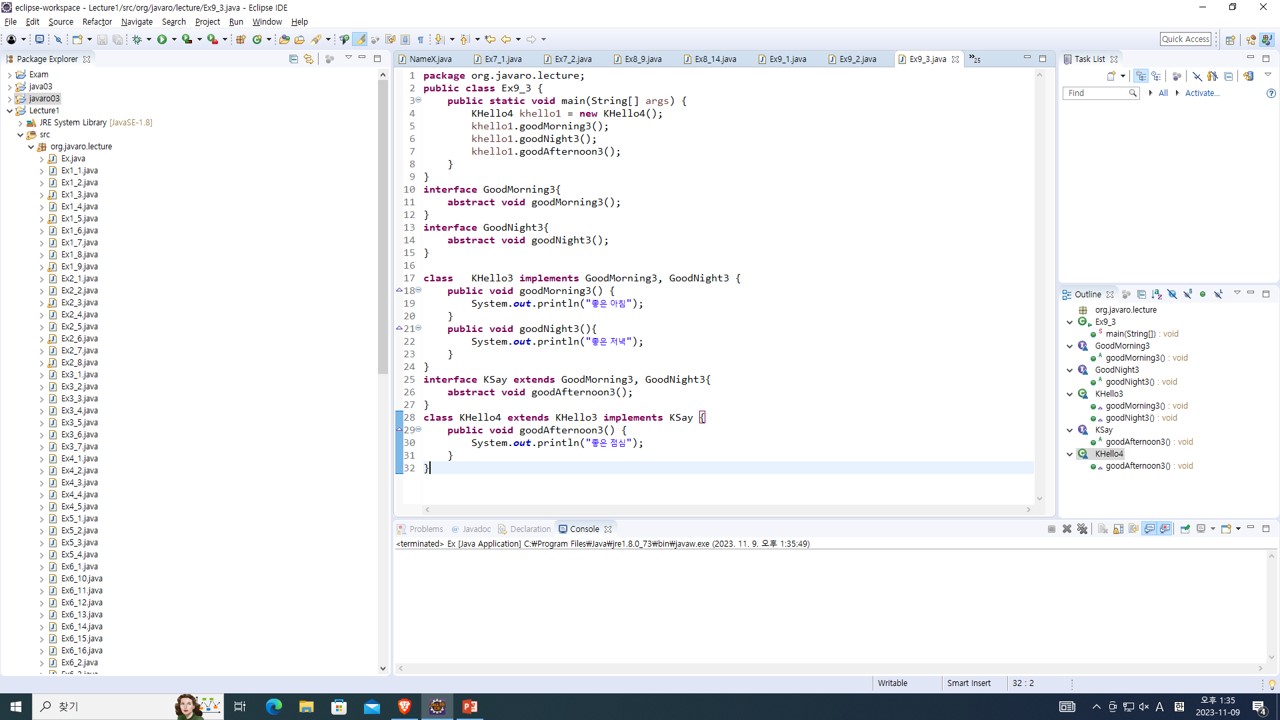 eclipse-workspace - Lecture1/src/org/javaro/lecture/Ex9_3.java - Eclipse IDE
File Edit Source Refactor Navigate Search Project Run Window Help
Quick Access
Package Explorer
Exam
java03
javaro03
Lecture1
JRE System Library [JavaSE-1.8]
src
org.javaro.lecture
Ex.java
Ex1_1.java
Ex1_2.java
Ex1_3.java
Ex1_4.java
Ex1_5.java
Ex1_6.java
Ex1_7.java
Ex1_8.java
Ex1_9.java
Ex2_1.java
Ex2_2.java
Ex2_3.java
Ex2_4.java
Ex2_5.java
Ex2_6.java
Ex2_7.java
Ex2_8.java
Ex3_1.java
Ex3_2.java
Ex3_3.java
Ex3_4.java
Ex3_5.java
Ex3_6.java
Ex3_7.java
Ex4_1.java
Ex4_2.java
Ex4_3.java
Ex4_4.java
Ex4_5.java
Ex5_1.java
Ex5_2.java
Ex5_3.java
Ex5_4.java
Ex6_1.java
Ex6_10.java
Ex6_11.java
Ex6_12.java
Ex6_13.java
Ex6_14.java
Ex6_15.java
Ex6_16.java
Ex6_2.java
NameX.java Ex7_1.java Ex7_2.java Ex8_9.java Ex8_14.java Ex9_1.java Ex9_2.java Ex9_3.java »25
1 package org.javaro.lecture;
2 public class Ex9_3 {
3 public static void main(String[] args) {
4 KHello4 khello1 = new KHello4();
5 khello1.goodMorning3();
6 khello1.goodNight3();
7 khello1.goodAfternoon3();
8 }
9 }
10 interface GoodMorning3{
11 abstract void goodMorning3();
12 }
13 interface GoodNight3{
14 abstract void goodNight3();
15 }
16
17 class KHello3 implements GoodMorning3, GoodNight3 {
18 public void goodMorning3() {
19 System.out.println("좋은 아침");
20 }
21 public void goodNight3(){
22 System.out.println("좋은 저녁");
23 }
24 }
25 interface KSay extends GoodMorning3, GoodNight3{
26 abstract void goodAfternoon3();
27 }
28 class KHello4 extends KHello3 implements KSay {
29 public void goodAfternoon3() {
30 System.out.println("좋은 점심");
31 }
32 }
Task List
Find All Activate...
Outline
org.javaro.lecture
Ex9_3
main(String[]) : void
GoodMorning3
goodMorning3() : void
GoodNight3
goodNight3() : void
KHello3
goodMorning3() : void
goodNight3() : void
KSay
goodAfternoon3() : void
KHello4
goodAfternoon3() : void
Problems Javadoc Declaration Console
<terminated> Ex [Java Application] C:₩Program Files₩Java₩jre1.8.0_73₩bin₩javaw.exe (2023. 11. 9. 오후 1:35:49)
Writable Smart Insert 32 : 2
찾기
A 漢
오후 1:35
2023-11-09
4